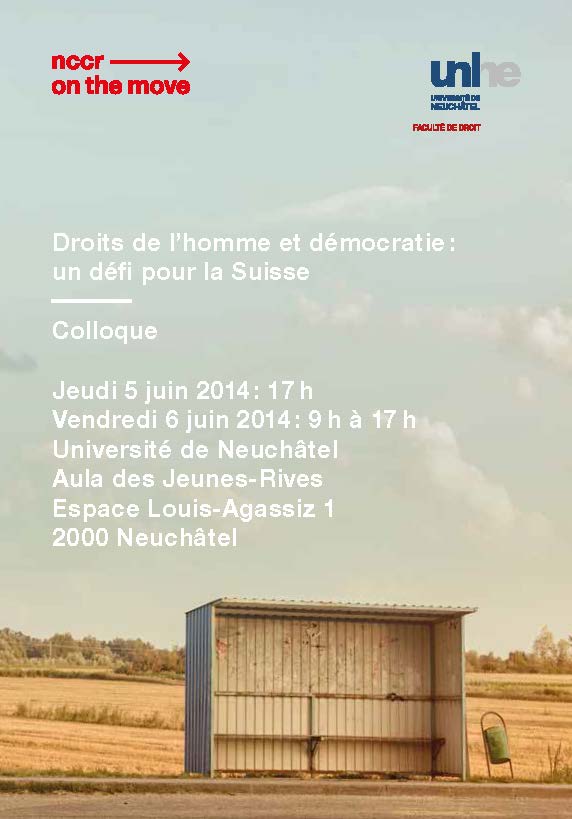 nccr →
on the move
unine
UNIVERSITÉ DE
NEUCHÂTEL
FACULTÉ DE DROIT
Droits de l'homme et démocratie :
un défi pour la Suisse
Colloque
Jeudi 5 juin 2014 : 17 h
Vendredi 6 juin 2014 : 9 h à 17 h
Université de Neuchâtel
Aula des Jeunes-Rives
Espace Louis-Agassiz 1
2000 Neuchâtel